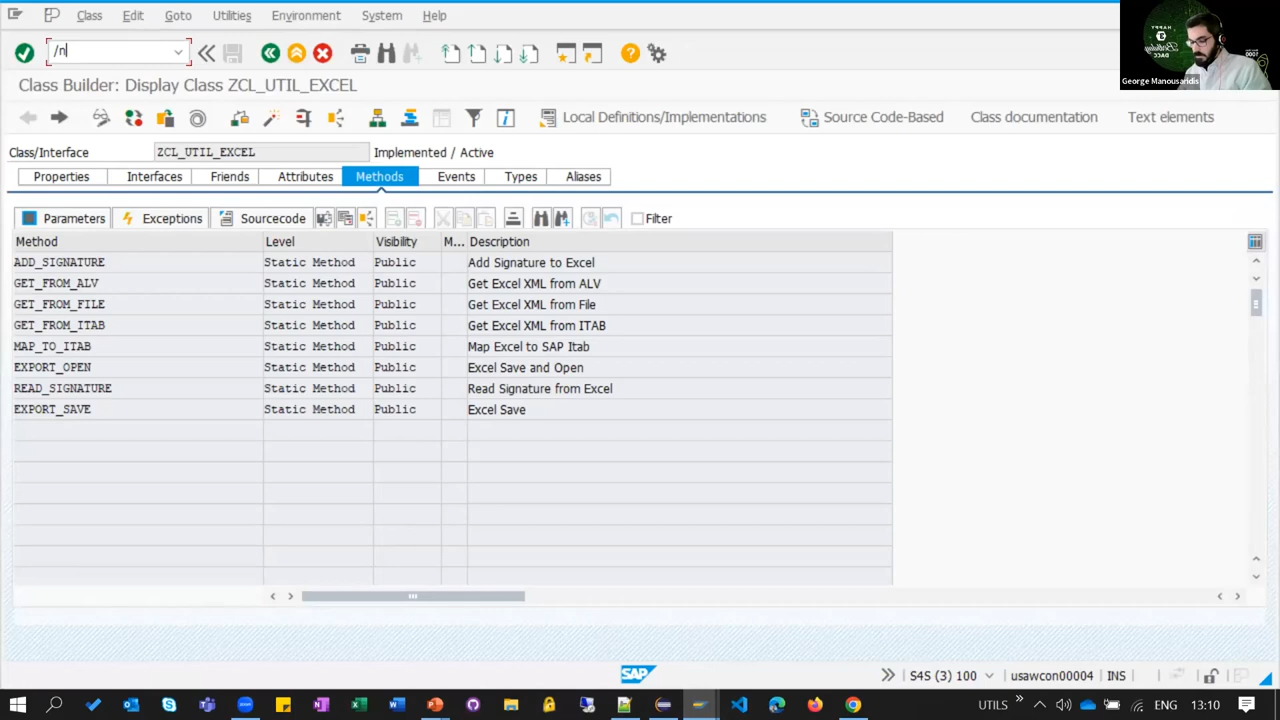 Class Edit Goto Utilities Environment System Help
/n
Class Builder: Display Class ZCL_UTIL_EXCEL
Local Definitions/Implementations Source Code-Based Class documentation Text elements
Class/Interface ZCL_UTIL_EXCEL Implemented / Active
Properties Interfaces Friends Attributes Methods Events Types Aliases
Parameters Exceptions Sourcecode Filter
Method Level Visibility M... Description
ADD_SIGNATURE Static Method Public Add Signature to Excel
GET_FROM_ALV Static Method Public Get Excel XML from ALV
GET_FROM_FILE Static Method Public Get Excel XML from File
GET_FROM_ITAB Static Method Public Get Excel XML from ITAB
MAP_TO_ITAB Static Method Public Map Excel to SAP Itab
EXPORT_OPEN Static Method Public Excel Save and Open
READ_SIGNATURE Static Method Public Read Signature from Excel
EXPORT_SAVE Static Method Public Excel Save
HAPPY
Birthday
DACC
George Manousaridis
SAP S4S (3) 100 usawcon00004 INS
UTILS ENG 13:10